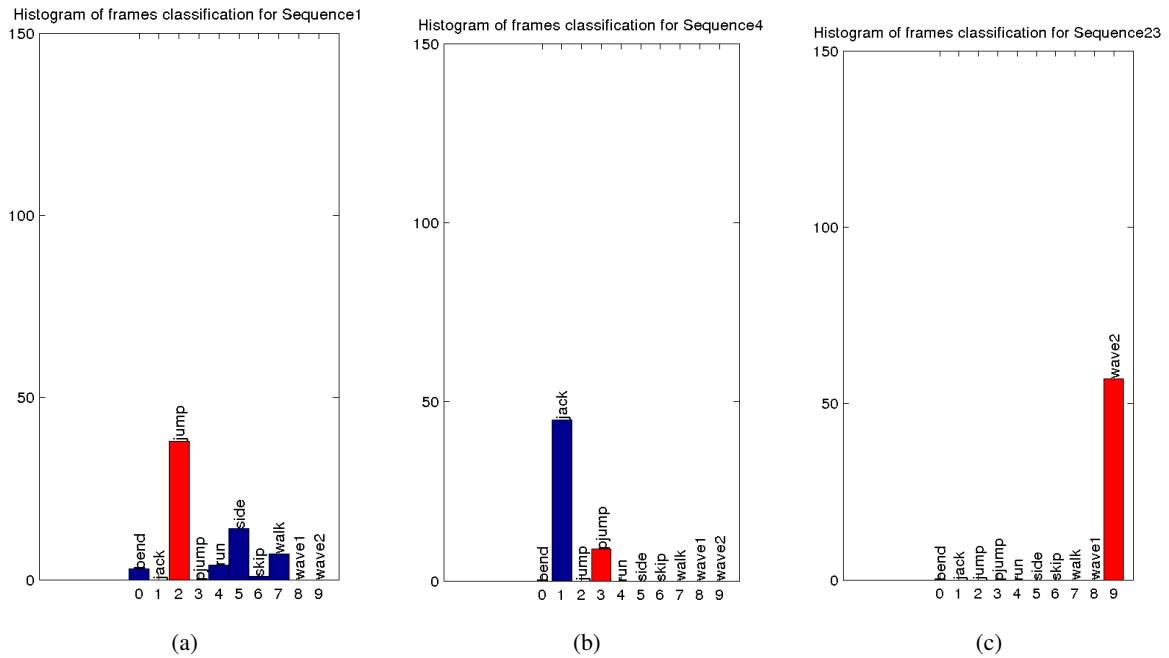 Histogram of frames classification for Sequence1
150
100
50
0
bend
jack
jump
pjump
run
side
skip
walk
wave1
wave2
0 1 2 3 4 5 6 7 8 9
(a)
Histogram of frames classification for Sequence4
150
100
50
0
bend
jack
jump
pjump
run
side
skip
walk
wave1
wave2
0 1 2 3 4 5 6 7 8 9
(b)
Histogram of frames classification for Sequence23
150
100
50
0
bend
jack
jump
pjump
run
side
skip
walk
wave1
wave2
0 1 2 3 4 5 6 7 8 9
(c)